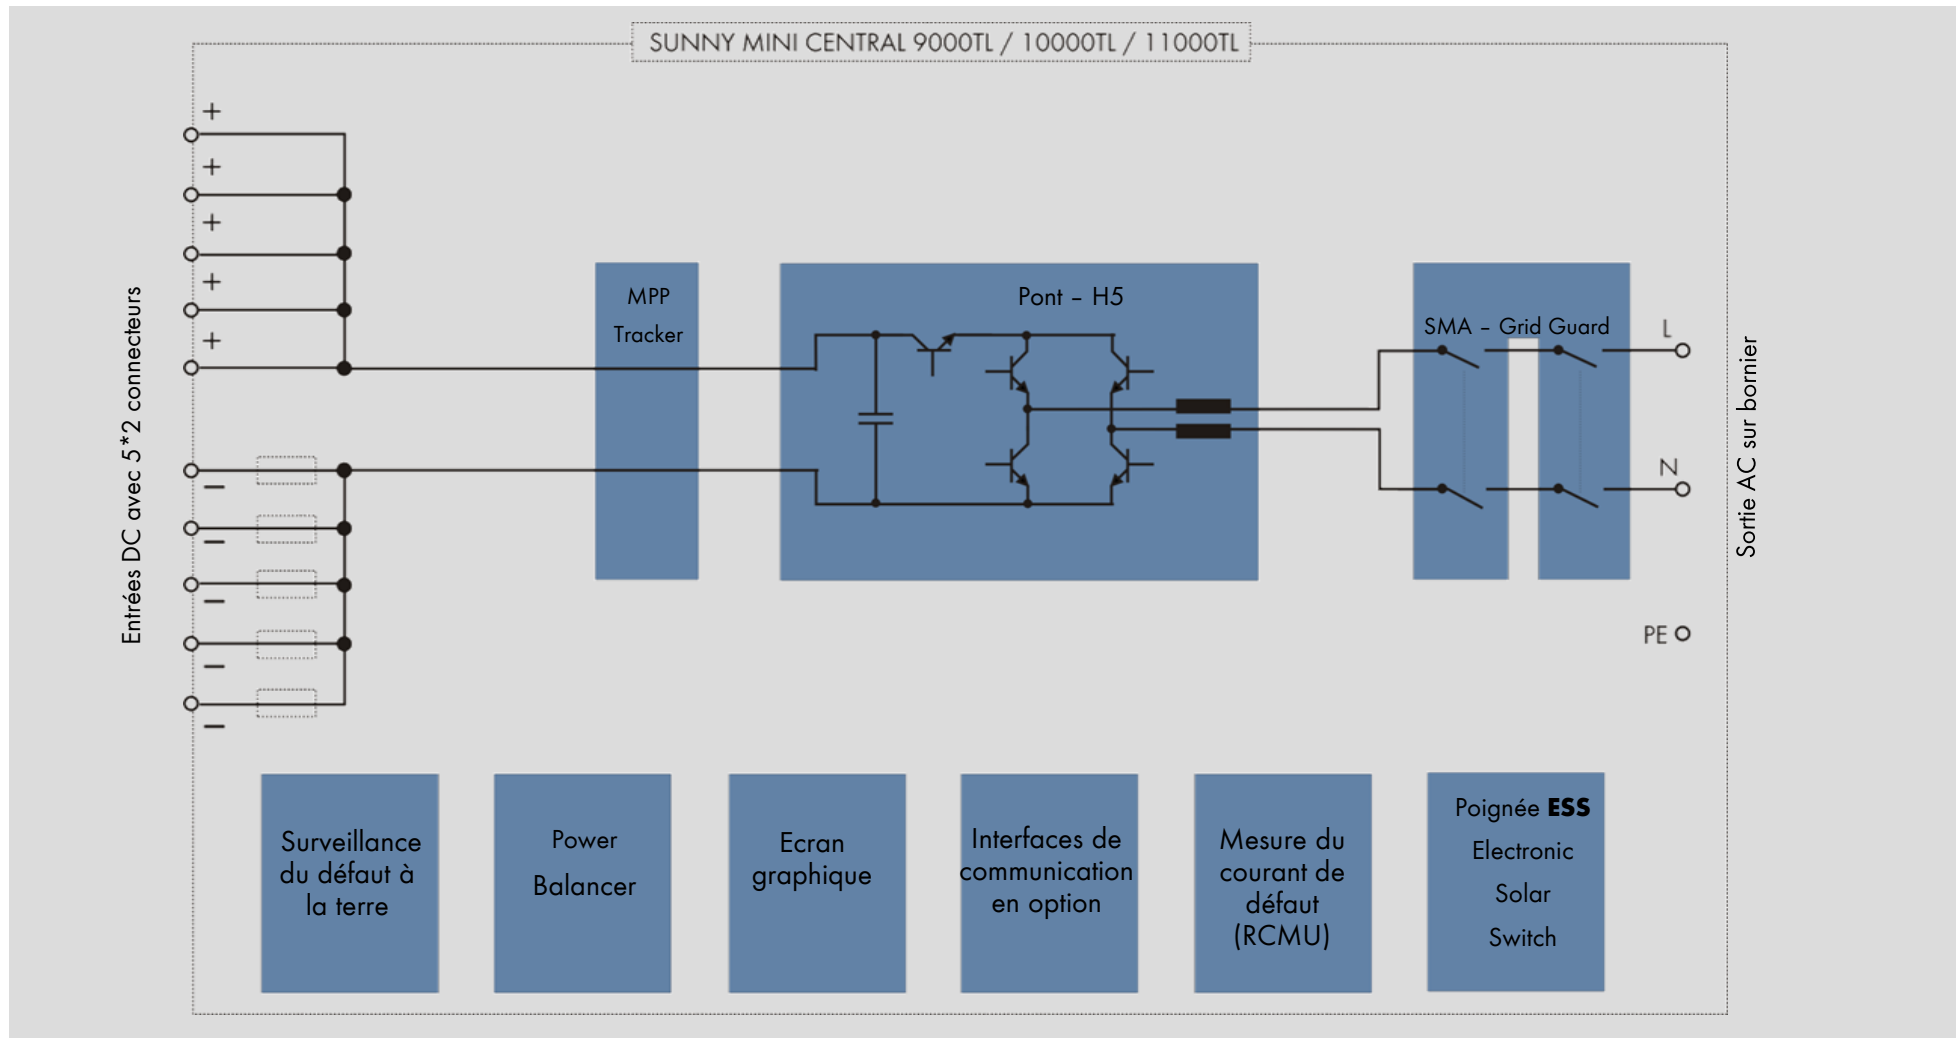 SUNNY MINI CENTRAL 9000TL / 10000TL / 11000TL
+
+
+
+
+
Entrées DC avec 5*2 connecteurs
−
−
−
−
−
MPP
Tracker
Pont – H5
SMA – Grid Guard
L
N
PE
Sortie AC sur bornier
Surveillance
du défaut à
la terre
Power
Balancer
Ecran
graphique
Interfaces de
communication
en option
Mesure du
courant de
défaut
(RCMU)
Poignée ESS
Electronic
Solar
Switch